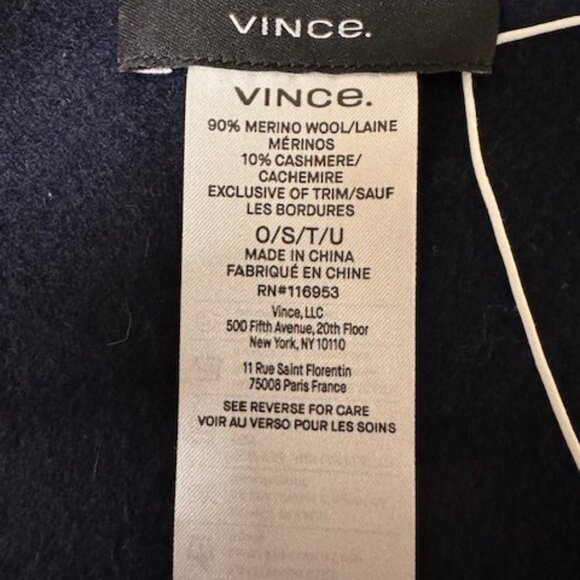 VINCE.
VINCE.
90% MERINO WOOL/LAINE
MÉRINOS
10% CASHMERE/
CACHEMIRE
EXCLUSIVE OF TRIM/SAUF
LES BORDURES
O/S/T/U
MADE IN CHINA
FABRIQUÉ EN CHINE
RN#116953
Vince, LLC
500 Fifth Avenue, 20th Floor
New York, NY 10110
11 Rue Saint Florentin
75008 Paris France
SEE REVERSE FOR CARE
VOIR AU VERSO POUR LES SOINS